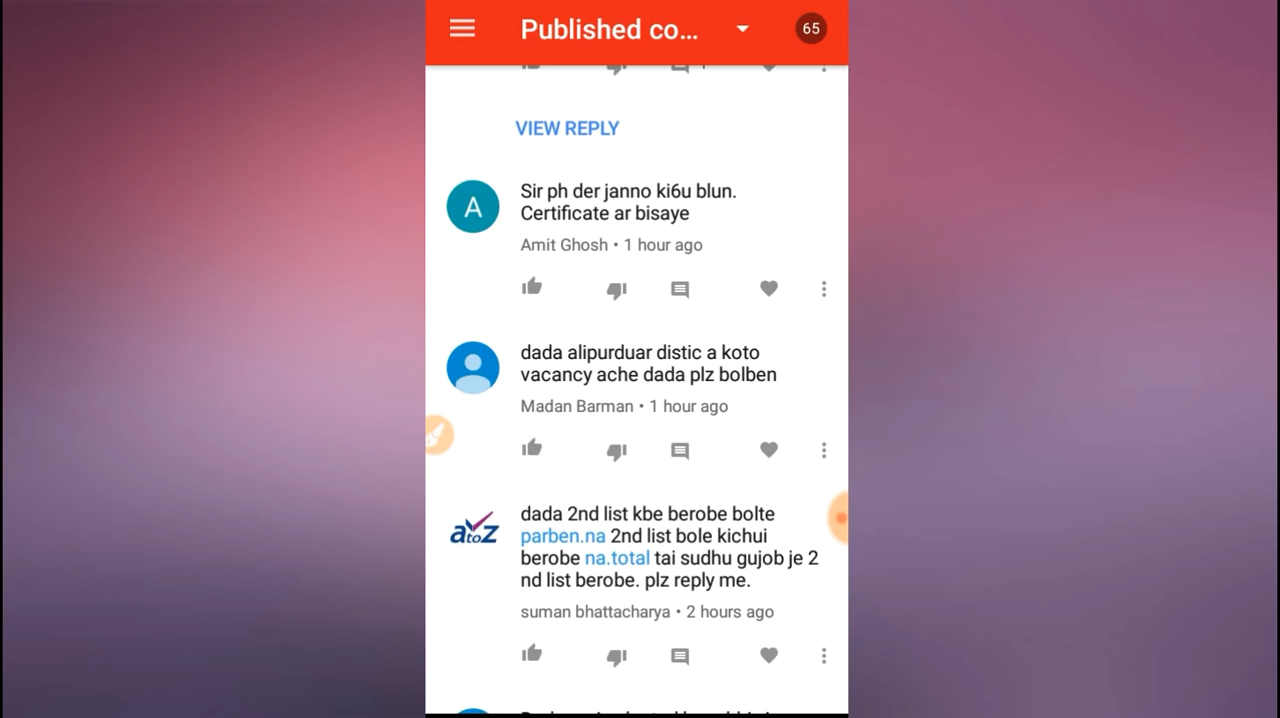 Published co...
65
VIEW REPLY
A
Sir ph der janno ki6u blun.
Certificate ar bisaye
Amit Ghosh • 1 hour ago
dada alipurduar distic a koto
vacancy ache dada plz bolben
Madan Barman • 1 hour ago
atoZ
dada 2nd list kbe berobe bolte
parben.na 2nd list bole kichui
berobe na.total tai sudhu gujob je 2
nd list berobe. plz reply me.
suman bhattacharya • 2 hours ago